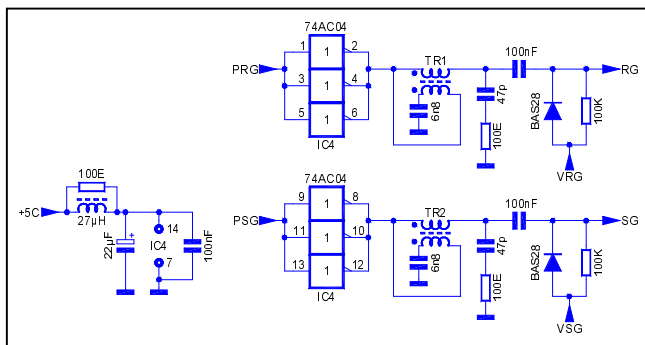 74AC04
1
1
2
PRG
3
1
4
5
1
6
IC4
TR1
6n8
47p
100E
100nF
BAS28
100K
RG
VRG
100E
+5C
27µH
22µF
+
14
IC4
7
100nF
74AC04
9
1
8
PSG
11
1
10
13
1
12
IC4
TR2
6n8
47p
100E
100nF
BAS28
100K
SG
VSG